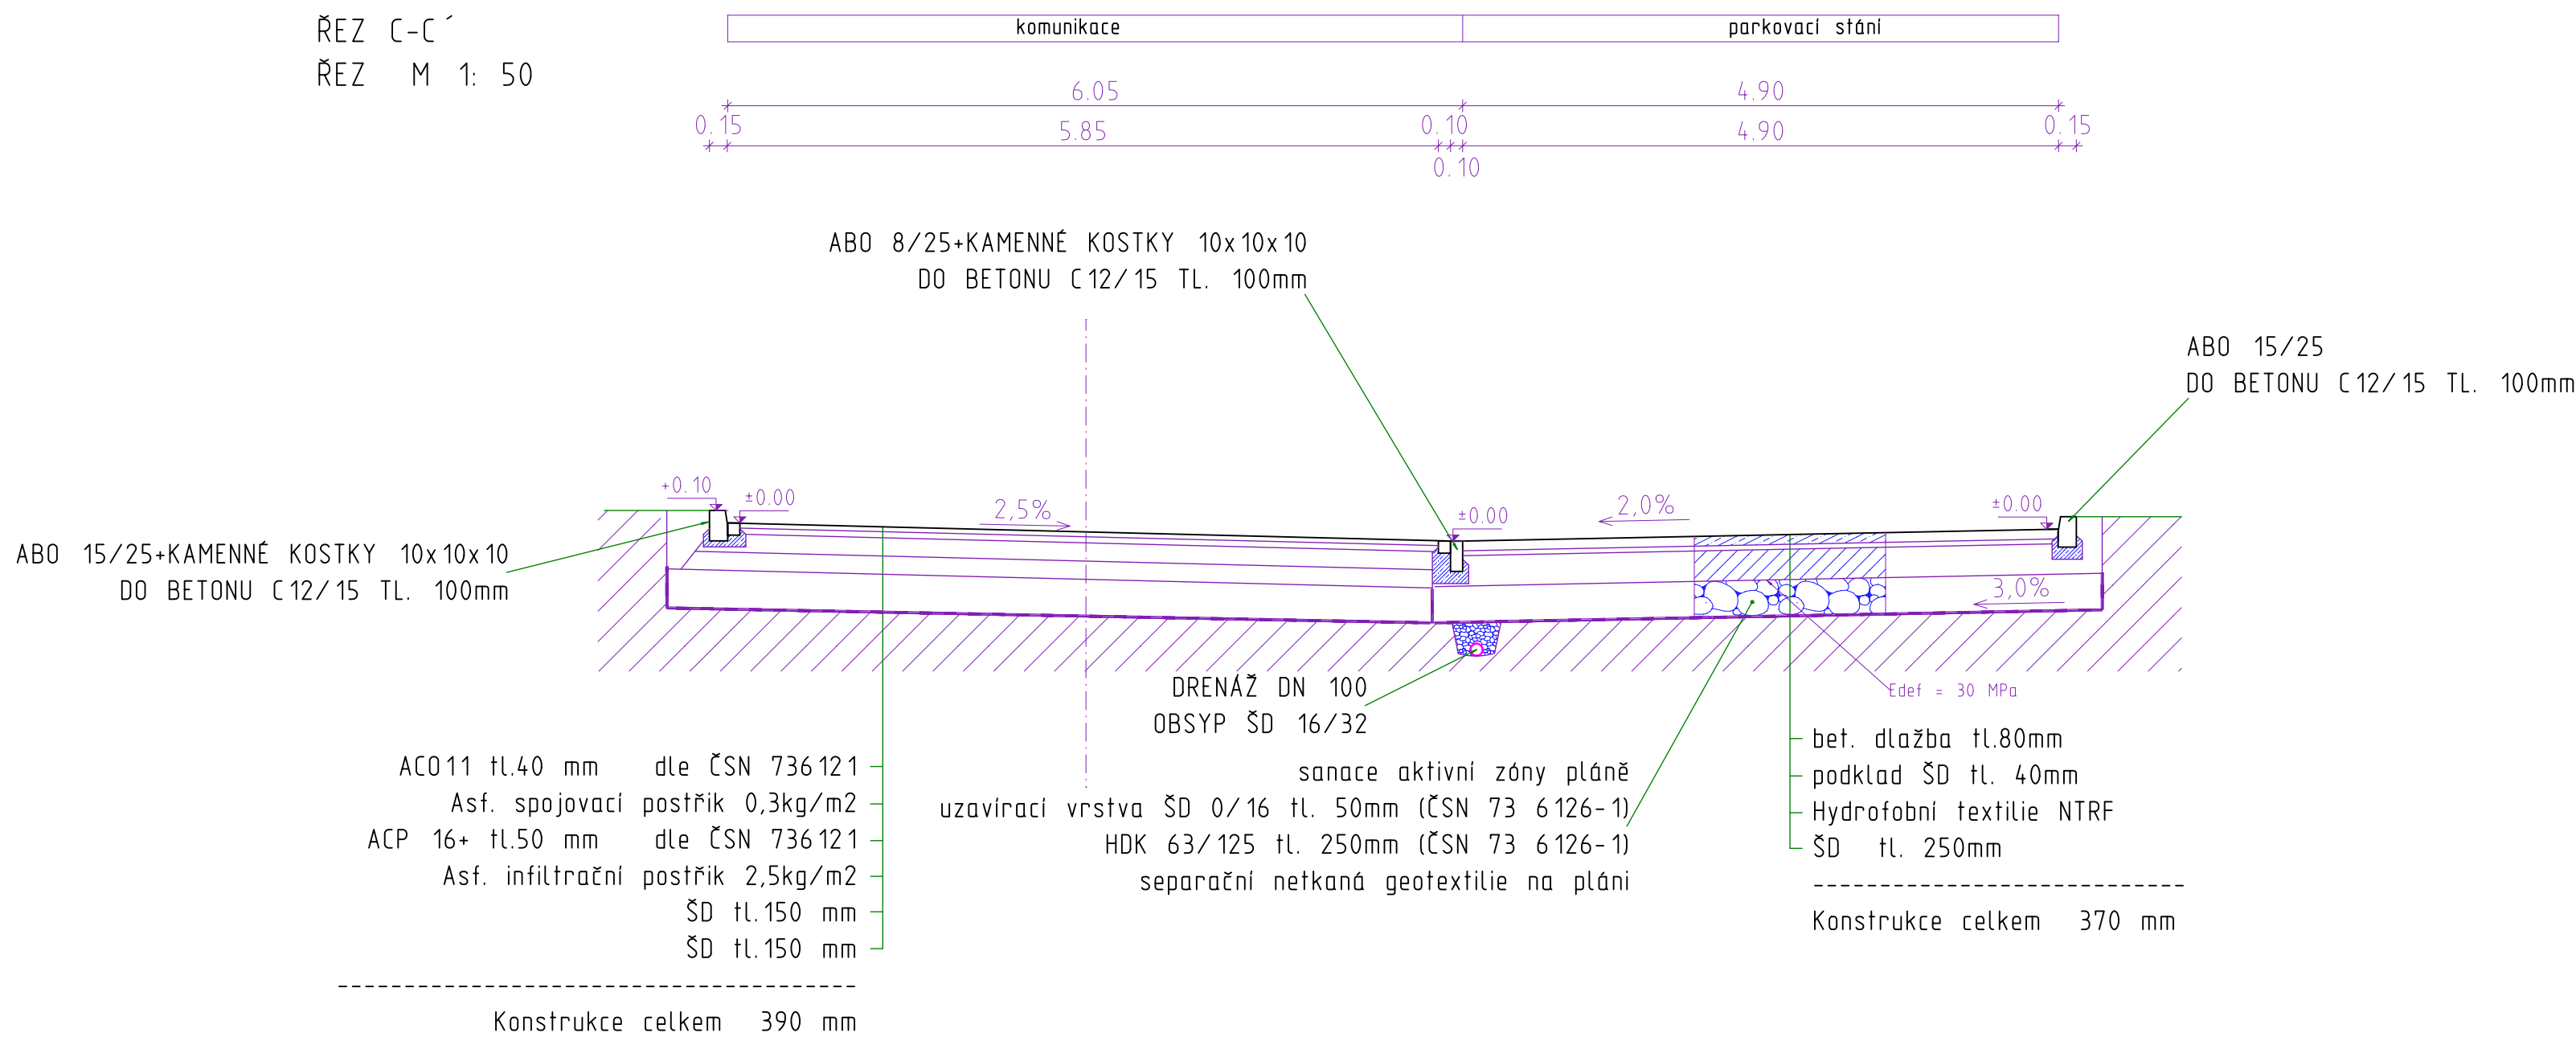 ŘEZ C-C´
ŘEZ M 1: 50
komunikace
parkovací stání
6.05
4.90
0.15
5.85
0.10
4.90
0.15
0.10
ABO 8/25+KAMENNÉ KOSTKY 10x10x10
DO BETONU C12/15 TL. 100mm
ABO 15/25
DO BETONU C12/15 TL. 100mm
+0.10
±0.00
2,5%
±0.00
2,0%
±0.00
ABO 15/25+KAMENNÉ KOSTKY 10x10x10
DO BETONU C12/15 TL. 100mm
3,0%
DRENÁŽ DN 100
OBSYP ŠD 16/32
Edef = 30 MPa
ACO11 tl.40 mm dle ČSN 736121
Asf. spojovací postřik 0,3kg/m2
ACP 16+ tl.50 mm dle ČSN 736121
Asf. infiltrační postřik 2,5kg/m2
ŠD tl.150 mm
ŠD tl.150 mm
---------------------------------------
Konstrukce celkem 390 mm
sanace aktivní zóny pláně
uzavírací vrstva ŠD 0/16 tl. 50mm (ČSN 73 6126-1)
HDK 63/125 tl. 250mm (ČSN 73 6126-1)
separační netkaná geotextilie na pláni
bet. dlažba tl.80mm
podklad ŠD tl. 40mm
Hydrofobní textilie NTRF
ŠD tl. 250mm
----------------------------
Konstrukce celkem 370 mm